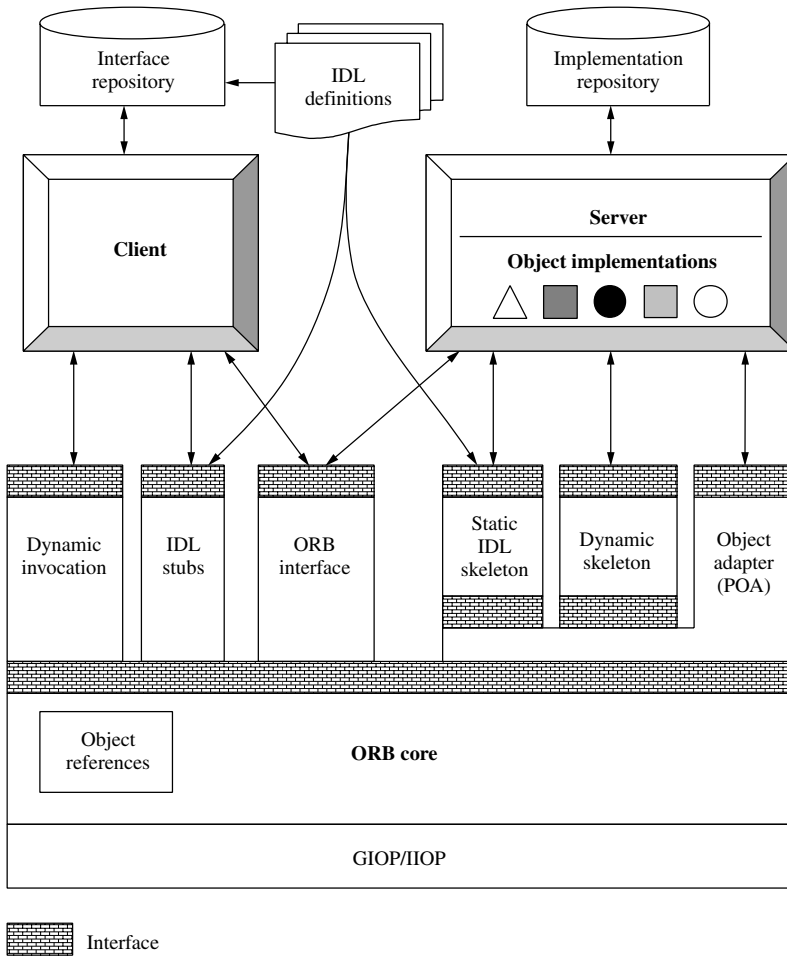 Interface
repository
IDL
definitions
Implementation
repository
Client
Server
Object implementations
Dynamic
invocation
IDL
stubs
ORB
interface
Static
IDL
skeleton
Dynamic
skeleton
Object
adapter
(POA)
Object
references
ORB core
GIOP/IIOP
Interface